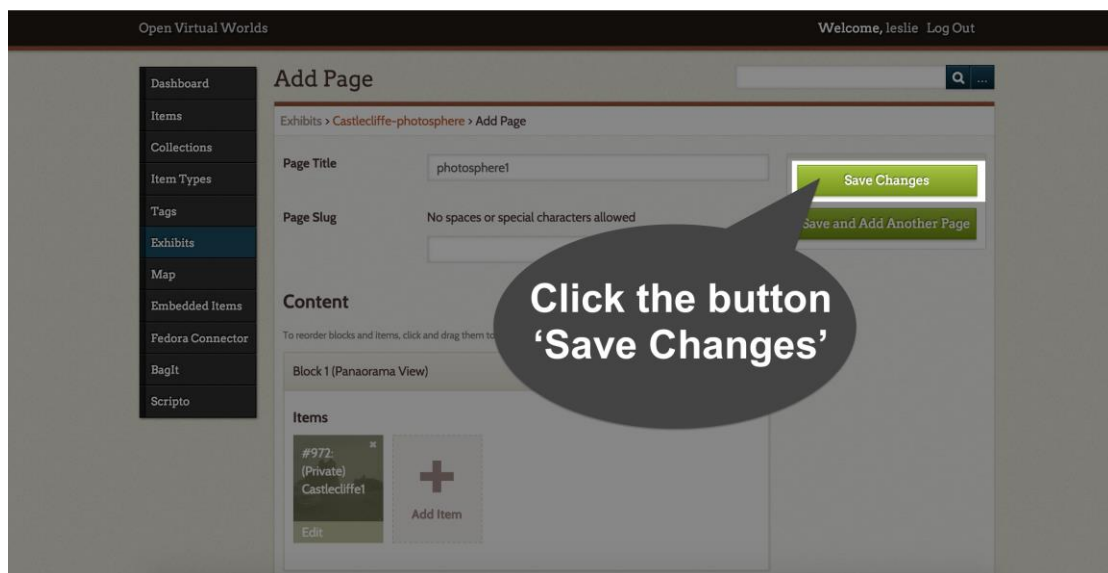 Open Virtual Worlds
Welcome, leslie Log Out
Dashboard
Items
Collections
Item Types
Tags
Exhibits
Map
Embedded Items
Fedora Connector
BagIt
Scripto
Add Page
...
Exhibits › Castlecliffe-photosphere › Add Page
Page Title
photosphere1
Save Changes
Page Slug
No spaces or special characters allowed
Save and Add Another Page
Click the button
‘Save Changes’
Content
To reorder blocks and items, click and drag them to
Block 1 (Panaorama View)
Items
#972:
(Private)
Castlecliffe1
Edit
Add Item